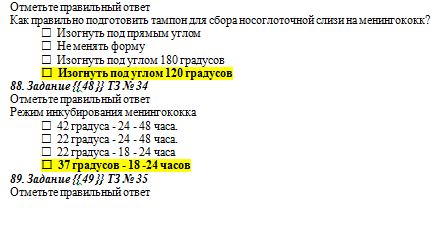 Отметьте правильный ответ
Как правильно подготовить тампон для сбора носоглоточной слизи на менингококк?
☐ Изогнуть под прямым углом
☐ Не менять форму
☐ Изогнуть под углом 180 градусов
☐ Изогнуть под углом 120 градусов
88. Задание {{ 48 }} ТЗ № 34
Отметьте правильный ответ
Режим инкубирования менингококка
☐ 42 градуса - 24 - 48 часа.
☐ 22 градуса - 24 - 48 часа.
☐ 22 градуса - 18 - 24 часа
☐ 37 градусов - 18 -24 часов
89. Задание {{ 49 }} ТЗ № 35
Отметьте правильный ответ